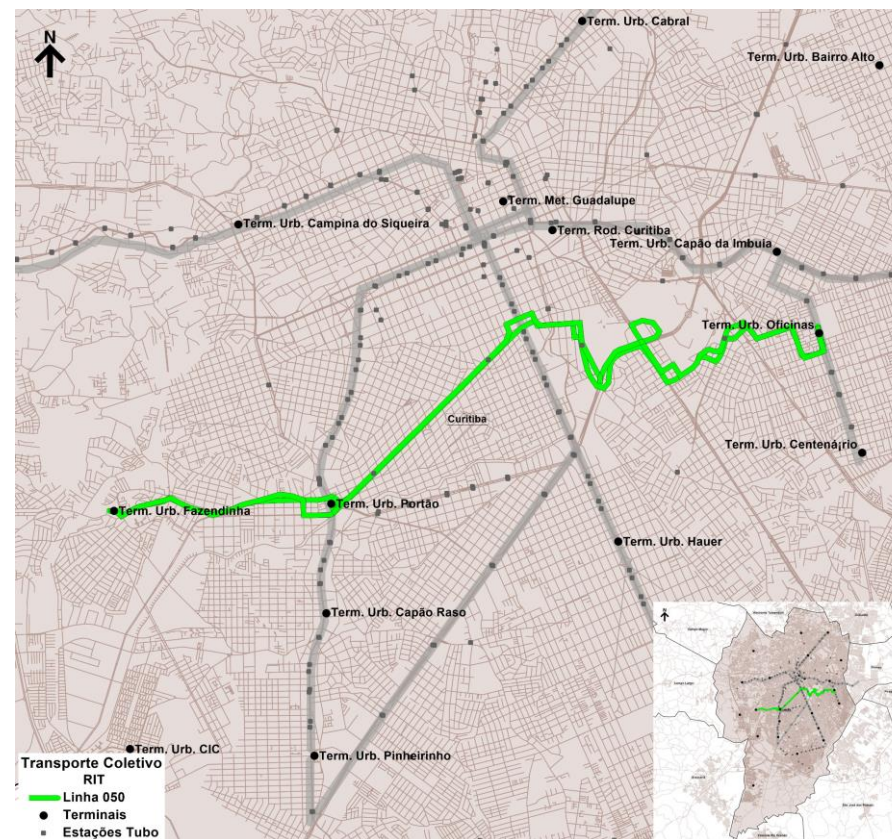 Term. Urb. Cabral
N
Term. Urb. Bairro Alto
Term. Met. Guadalupe
Term. Urb. Campina do Siqueira
Term. Rod. Curitiba
Term. Urb. Capão da Imbuia
Term. Urb. Oficinas
Curitiba
Term. Urb. Centená¡rio
Term. Urb. Portão
Term. Urb. Fazendinha
Term. Urb. Hauer
Term. Urb. Capão Raso
N
Term. Urb. CIC
Term. Urb. Pinheirinho
Transporte Coletivo
RIT
Linha 050
Terminais
Estações Tubo